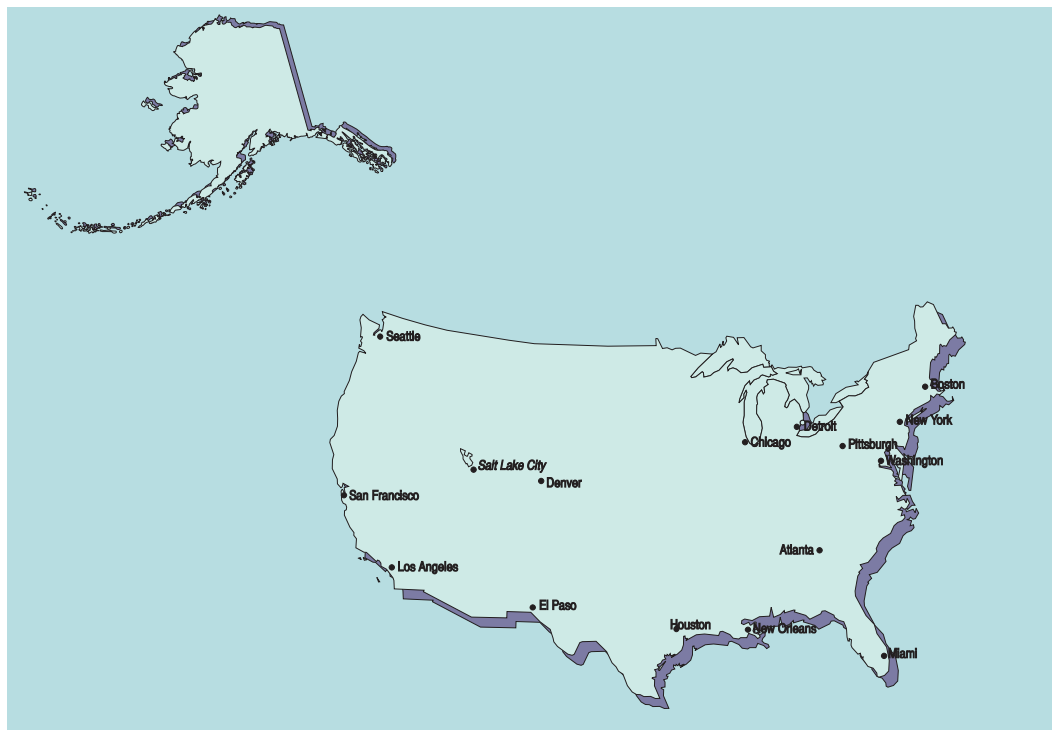 Seattle
Boston
New York
Detroit
Chicago
Pittsburgh
Washington
Salt Lake City
Denver
San Francisco
Atlanta
Los Angeles
El Paso
Houston
New Orleans
Miami